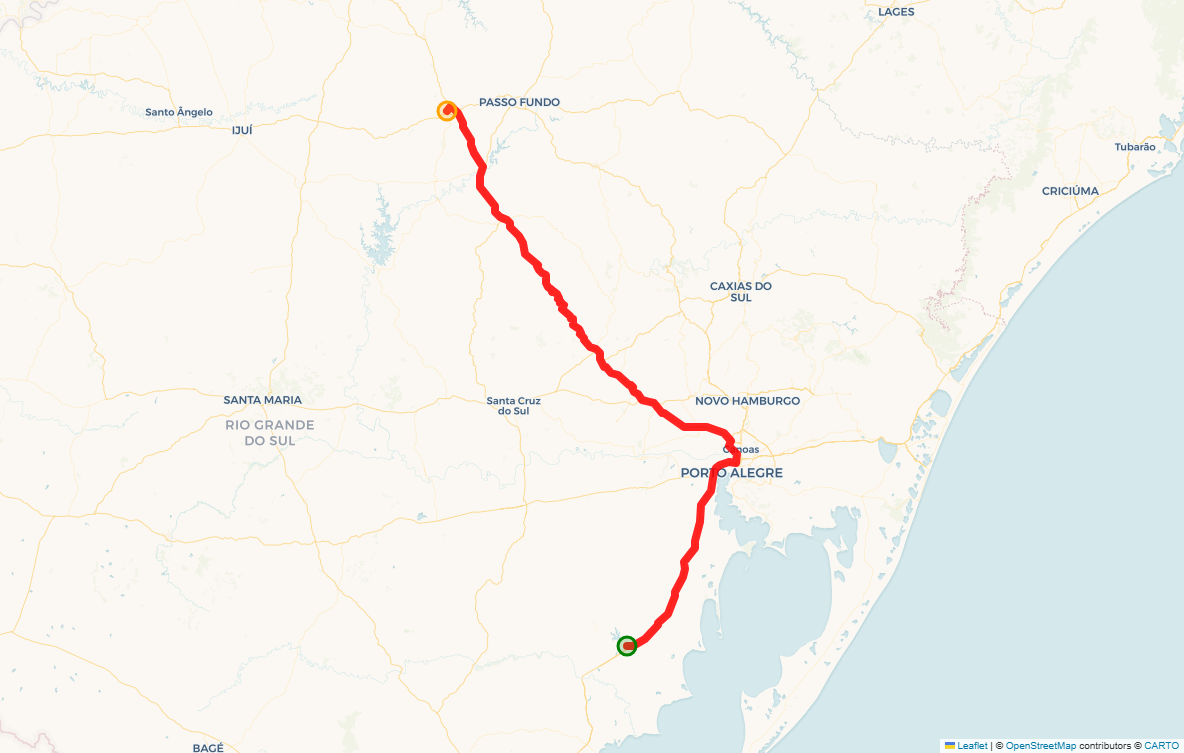 LAGES
PASSO FUNDO
Santo Ângelo
IJUÍ
Tubarão
CRICIÚMA
CAXIAS DO
SUL
SANTA MARIA
Santa Cruz
do Sul
NOVO HAMBURGO
RIO GRANDE
DO SUL
Canoas
PORTO ALEGRE
BAGÉ
Leaflet | © OpenStreetMap contributors © CARTO